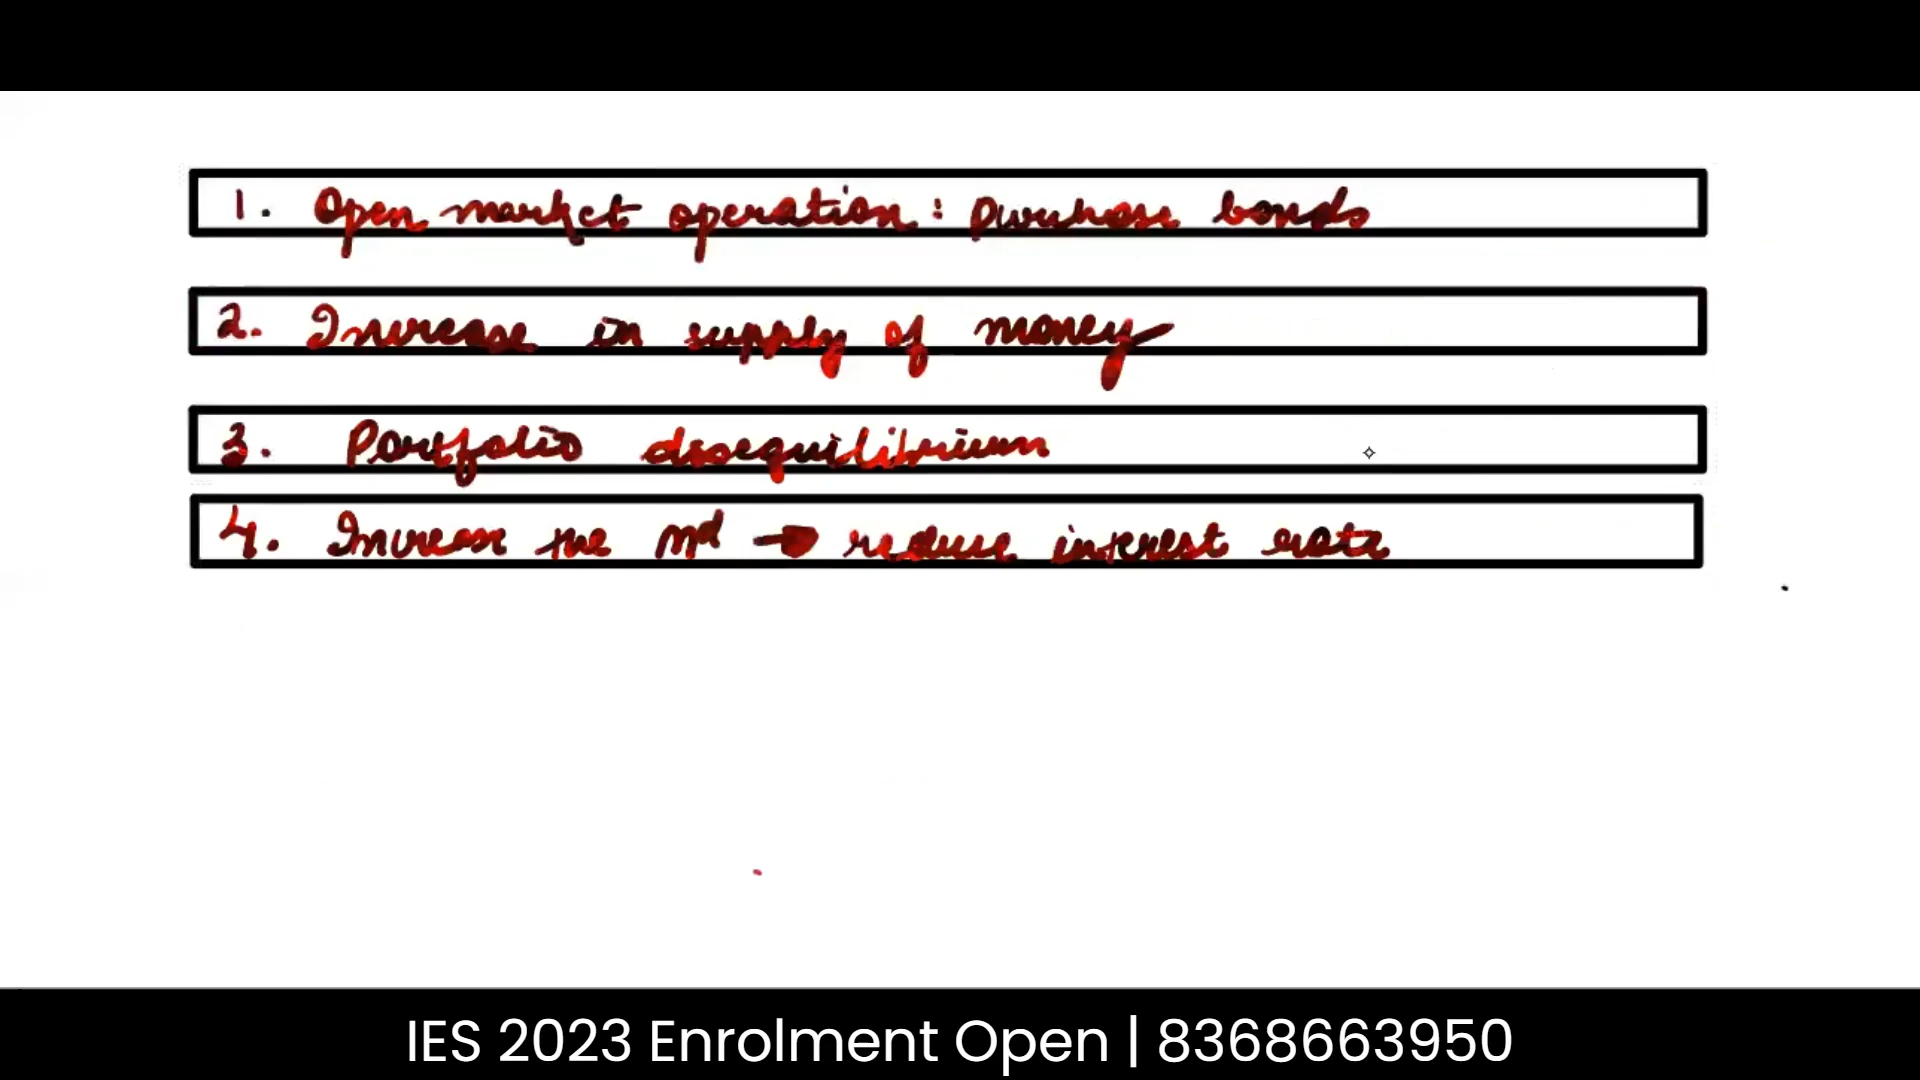 1. Open market operation : purchase bonds
2. Increase in supply of money
3. Portfolio disequilibrium
4. Increase the Md → reduce interest rate
IES 2023 Enrolment Open | 8368663950